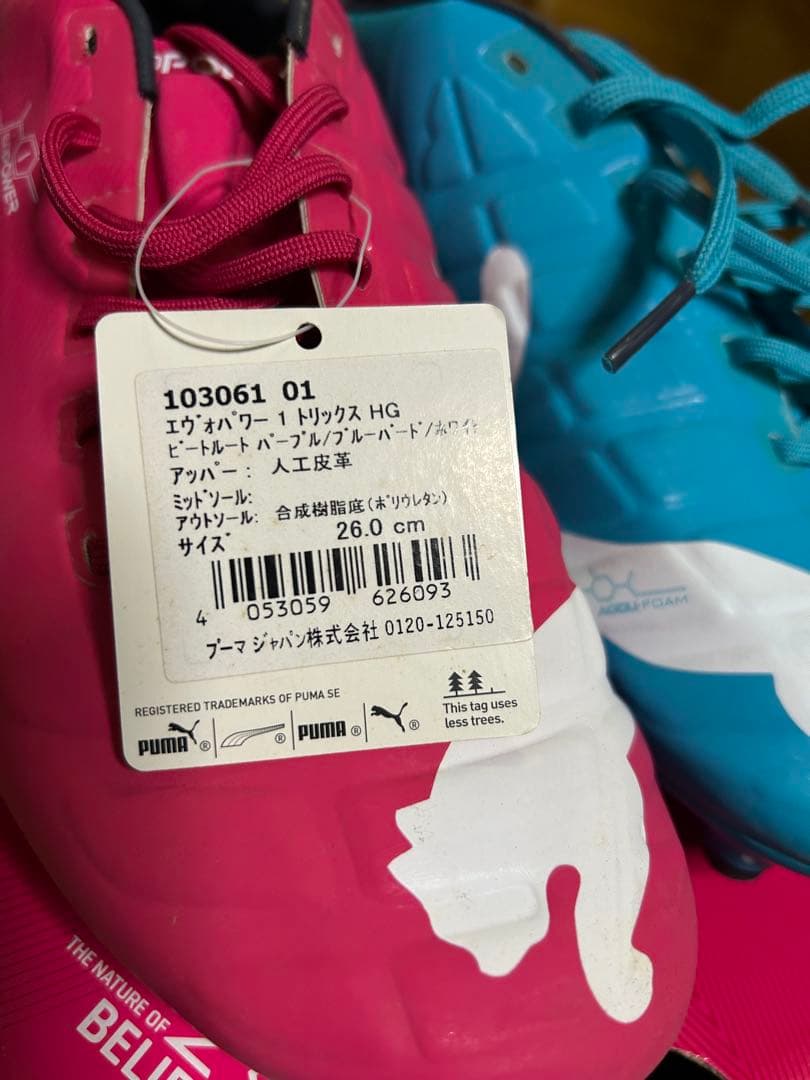 103061 01
エヴォパワー 1 トリックス HG
ビートルート パープル/ブルーバード/ホワイト
アッパー: 人工皮革
ミッドソール:
アウトソール: 合成樹脂底(ポリウレタン)
サイズ 26.0 cm
4 053059 626093
プーマ ジャパン株式会社 0120-125150
REGISTERED TRADEMARKS OF PUMA SE
PUMA ® ® PUMA ® ®
This tag uses
less trees.
THE NATURE OF